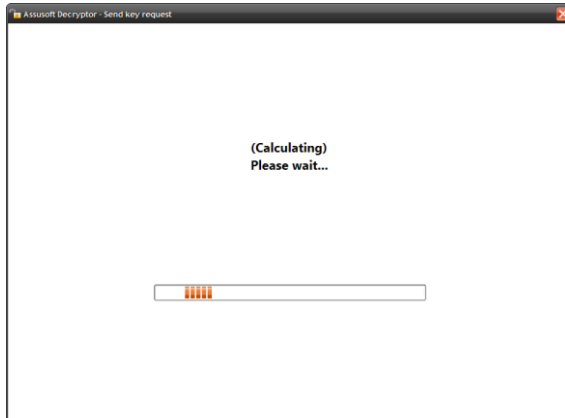 Assusoft Decryptor - Send key request
(Calculating)
Please wait...